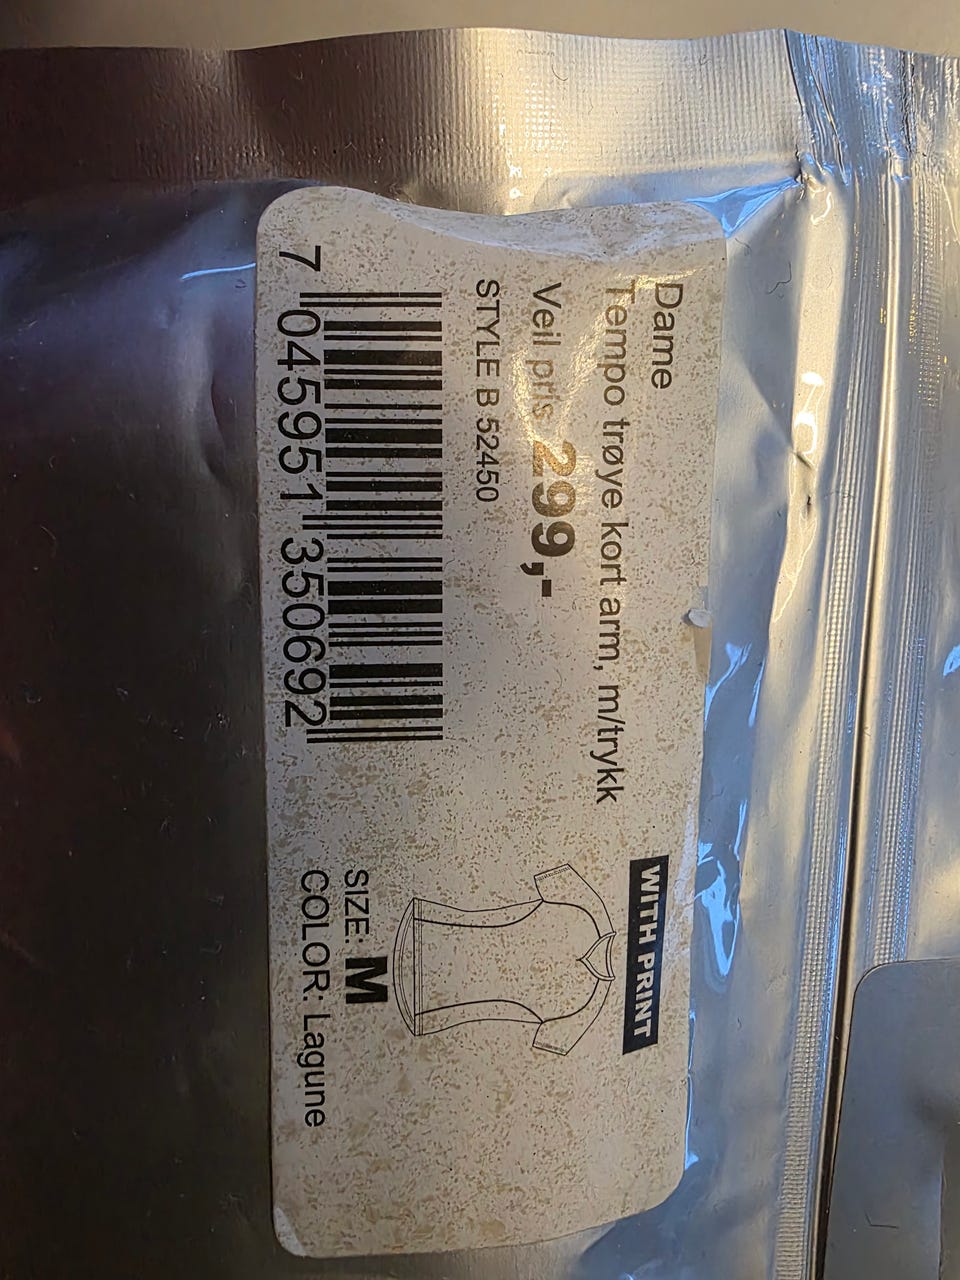 Dame
Tempo trøye kort arm, m/trykk
Veil pris 299,-
STYLE B 52450
7 045951 350692
WITH PRINT
SIZE: M
COLOR: Lagune